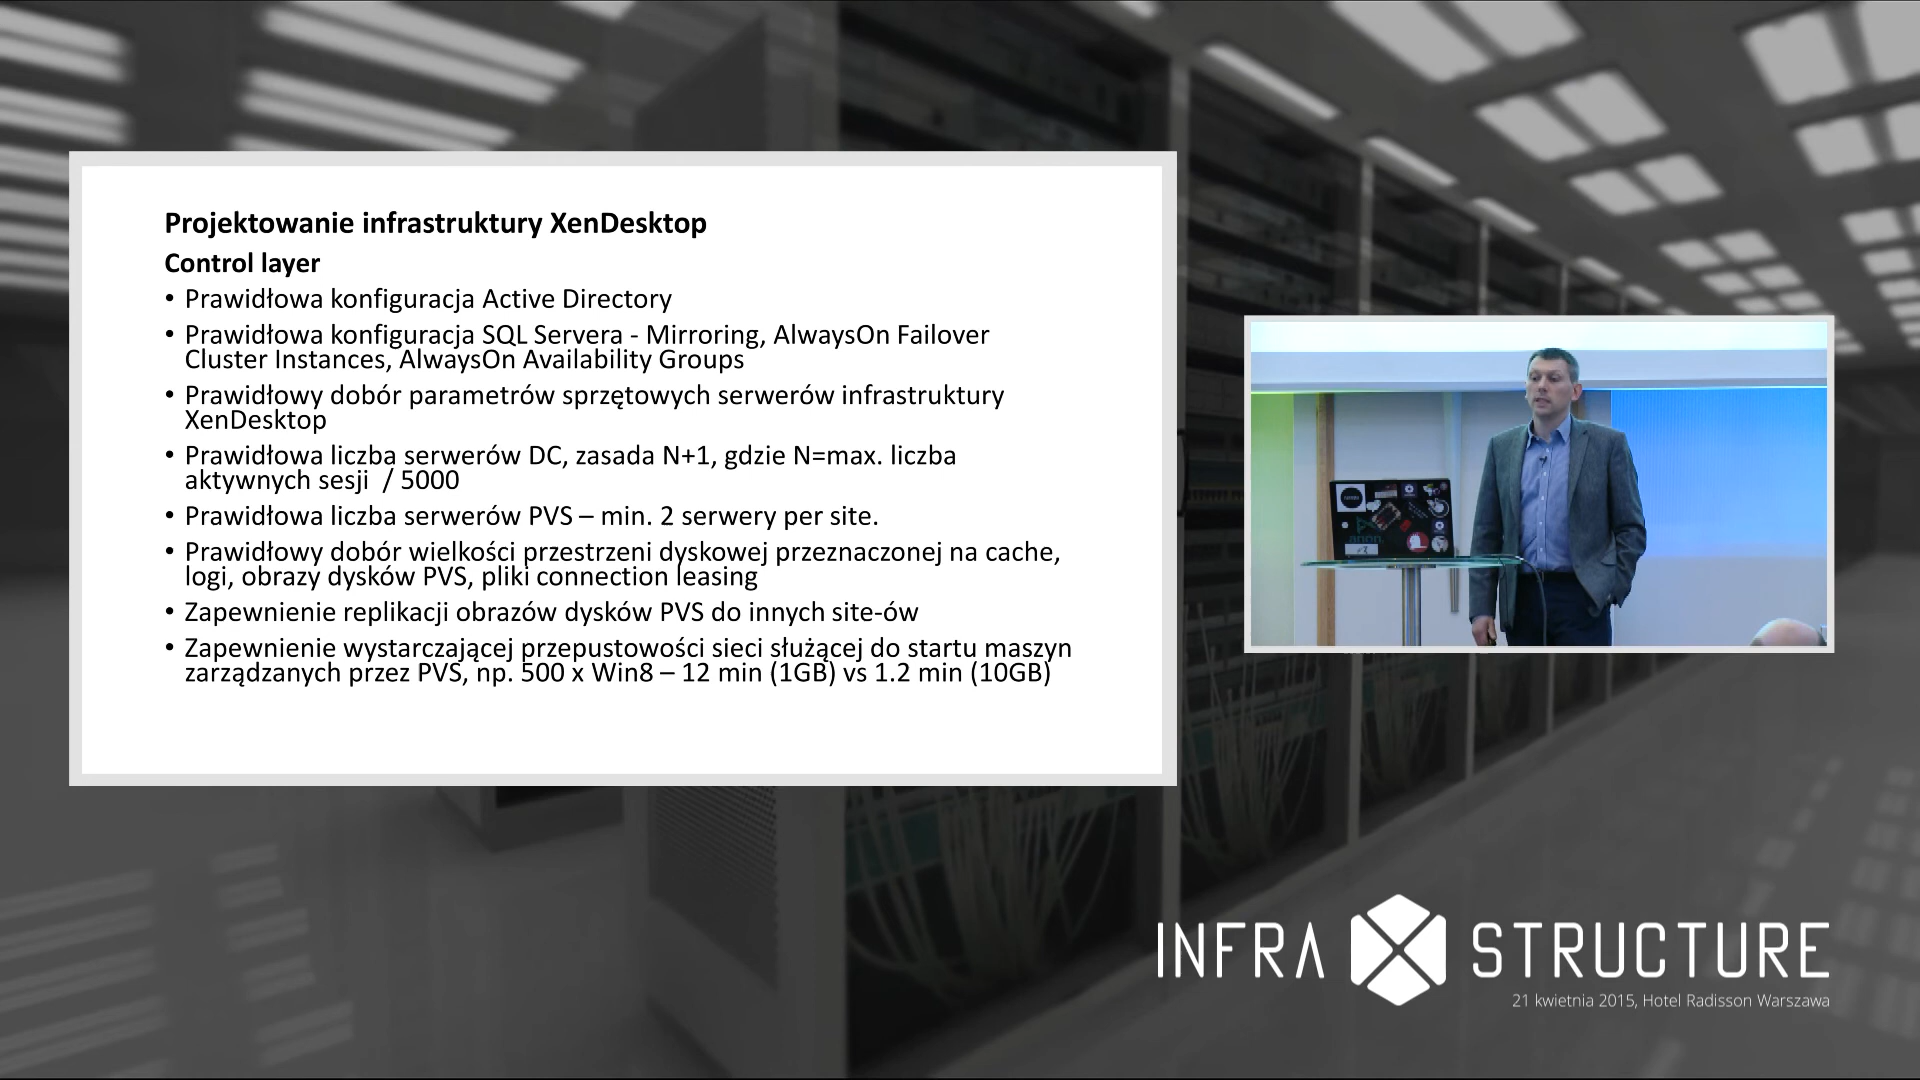 Projektowanie infrastruktury XenDesktop
Control layer
• Prawidłowa konfiguracja Active Directory
• Prawidłowa konfiguracja SQL Servera - Mirroring, AlwaysOn Failover
Cluster Instances, AlwaysOn Availability Groups
• Prawidłowy dobór parametrów sprzętowych serwerów infrastruktury
XenDesktop
• Prawidłowa liczba serwerów DC, zasada N+1, gdzie N=max. liczba
aktywnych sesji / 5000
• Prawidłowa liczba serwerów PVS – min. 2 serwery per site.
• Prawidłowy dobór wielkości przestrzeni dyskowej przeznaczonej na cache,
logi, obrazy dysków PVS, pliki connection leasing
• Zapewnienie replikacji obrazów dysków PVS do innych site-ów
• Zapewnienie wystarczającej przepustowości sieci służącej do startu maszyn
zarządzanych przez PVS, np. 500 x Win8 – 12 min (1GB) vs 1.2 min (10GB)
INFRA STRUCTURE
21 kwietnia 2015, Hotel Radisson Warszawa